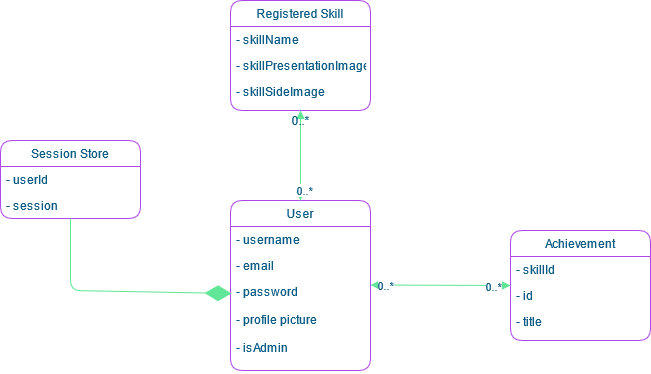 Registered Skill
- skillName
- skillPresentationImage
- skillSideImage
0..*
Session Store
- userId
- session
0..*
User
- username
- email
- password
- profile picture
- isAdmin
0..*
0..*
Achievement
- skillId
- id
- title